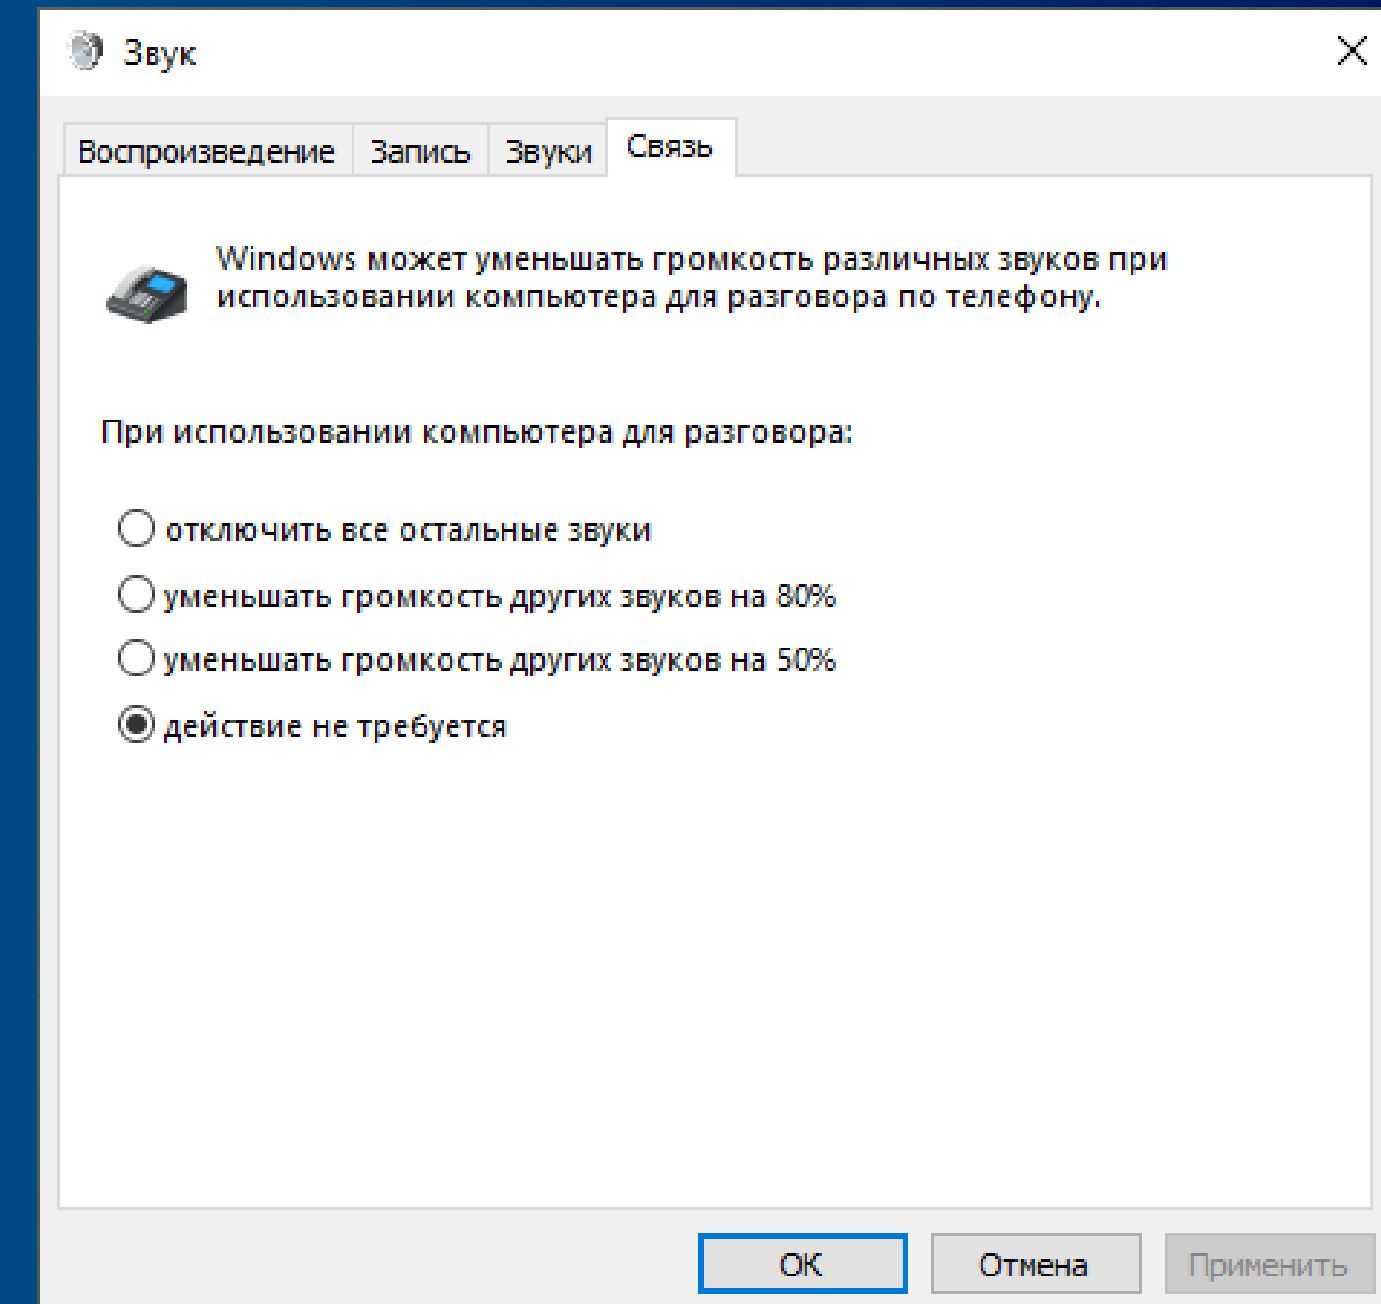 Звук
Воспроизведение Запись Звуки Связь
Windows может уменьшать громкость различных звуков при
использовании компьютера для разговора по телефону.
При использовании компьютера для разговора:
отключить все остальные звуки
уменьшать громкость других звуков на 80%
уменьшать громкость других звуков на 50%
действие не требуется
ОК Отмена Применить